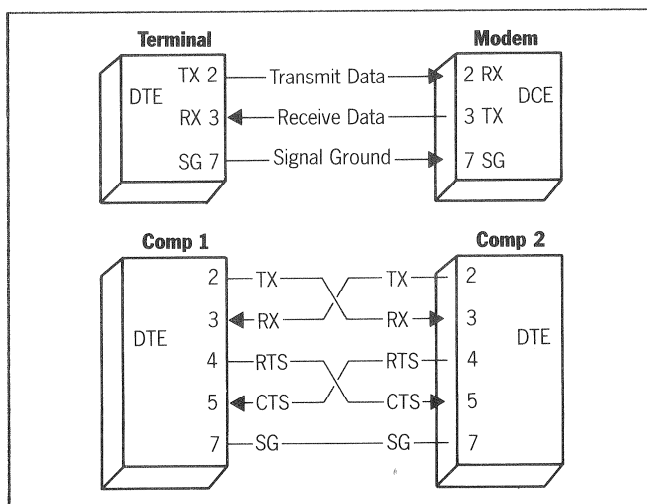 Terminal Modem
TX 2 Transmit Data 2 RX
DTE DCE
RX 3 Receive Data 3 TX
SG 7 Signal Ground 7 SG
Comp 1 Comp 2
2 TX TX 2
3 RX RX 3
DTE DTE
4 RTS RTS 4
5 CTS CTS 5
7 SG SG 7